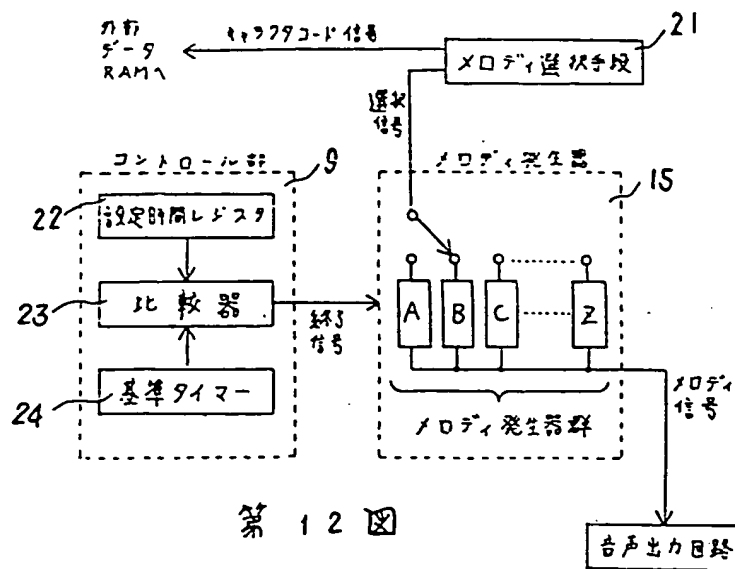 外部
データ
RAMへ
キャラクタコード信号
21
メロディ選択手段
選択
信号
コントロール部
9
メロディ発生器
15
22
設定時間レジスタ
23
比較器
終了
信号
24
基準タイマー
A
B
C
Z
メロディ発生器群
メロディ
信号
第12図
音声出力回路